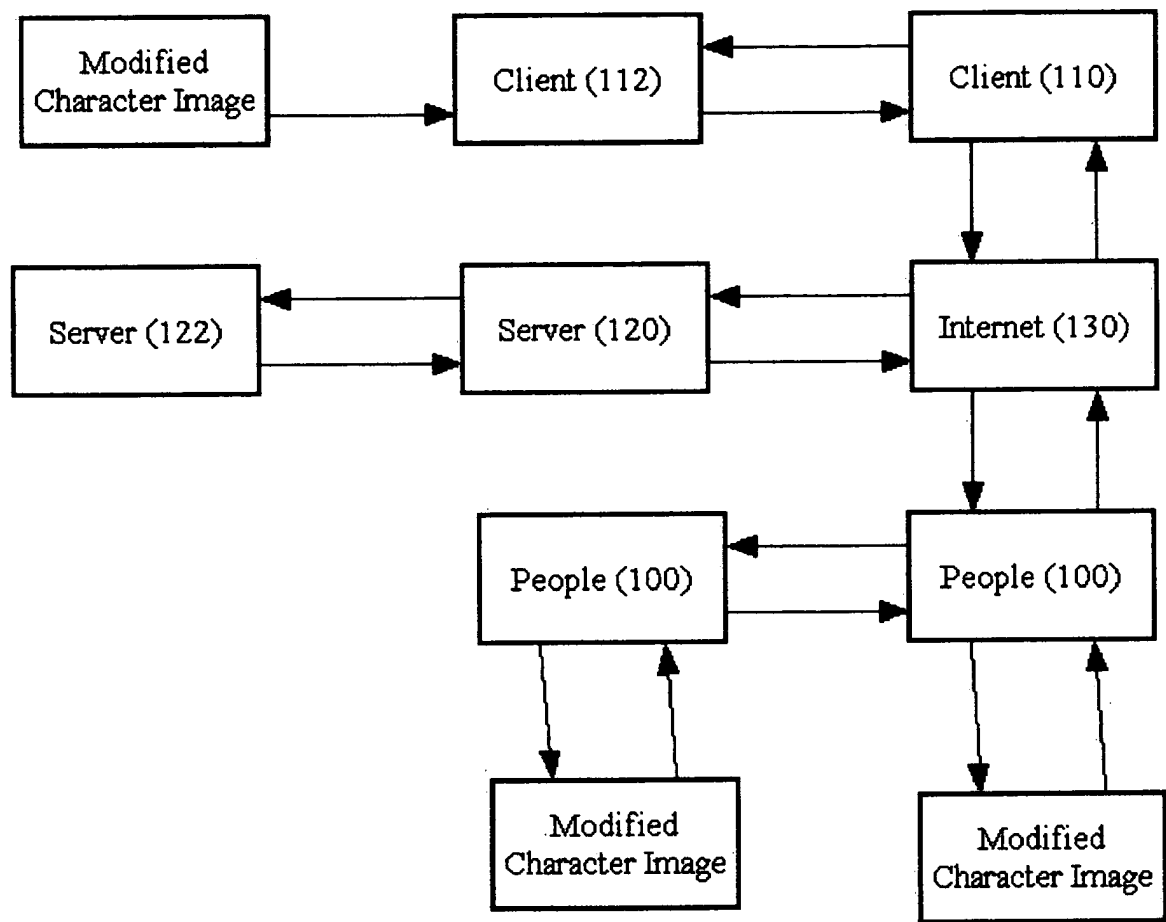 Modified
Character Image
Client (112)
Client (110)
Server (122)
Server (120)
Internet (130)
People (100)
People (100)
Modified
Character Image
Modified
Character Image